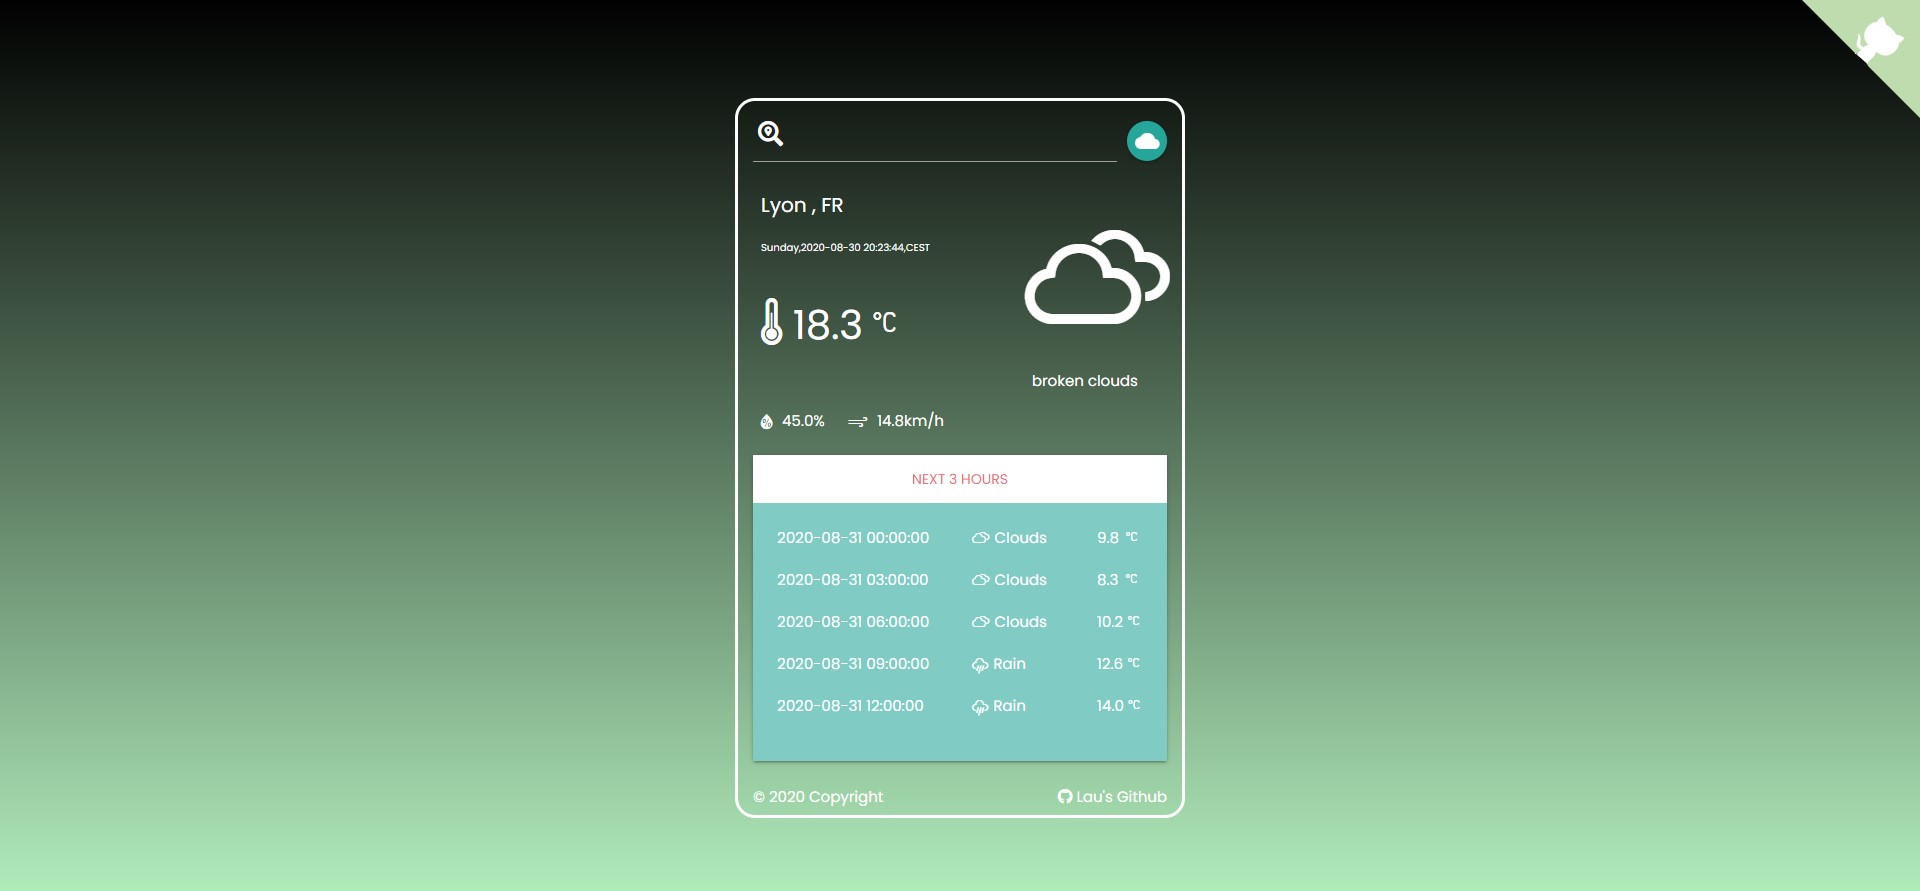 Lyon , FR
Sunday,2020-08-30 20:23:44,CEST
18.3 °C
broken clouds
45.0% 14.8km/h
NEXT 3 HOURS
2020-08-31 00:00:00 Clouds 9.8 °C
2020-08-31 03:00:00 Clouds 8.3 °C
2020-08-31 06:00:00 Clouds 10.2 °C
2020-08-31 09:00:00 Rain 12.6 °C
2020-08-31 12:00:00 Rain 14.0 °C
© 2020 Copyright Lau's Github